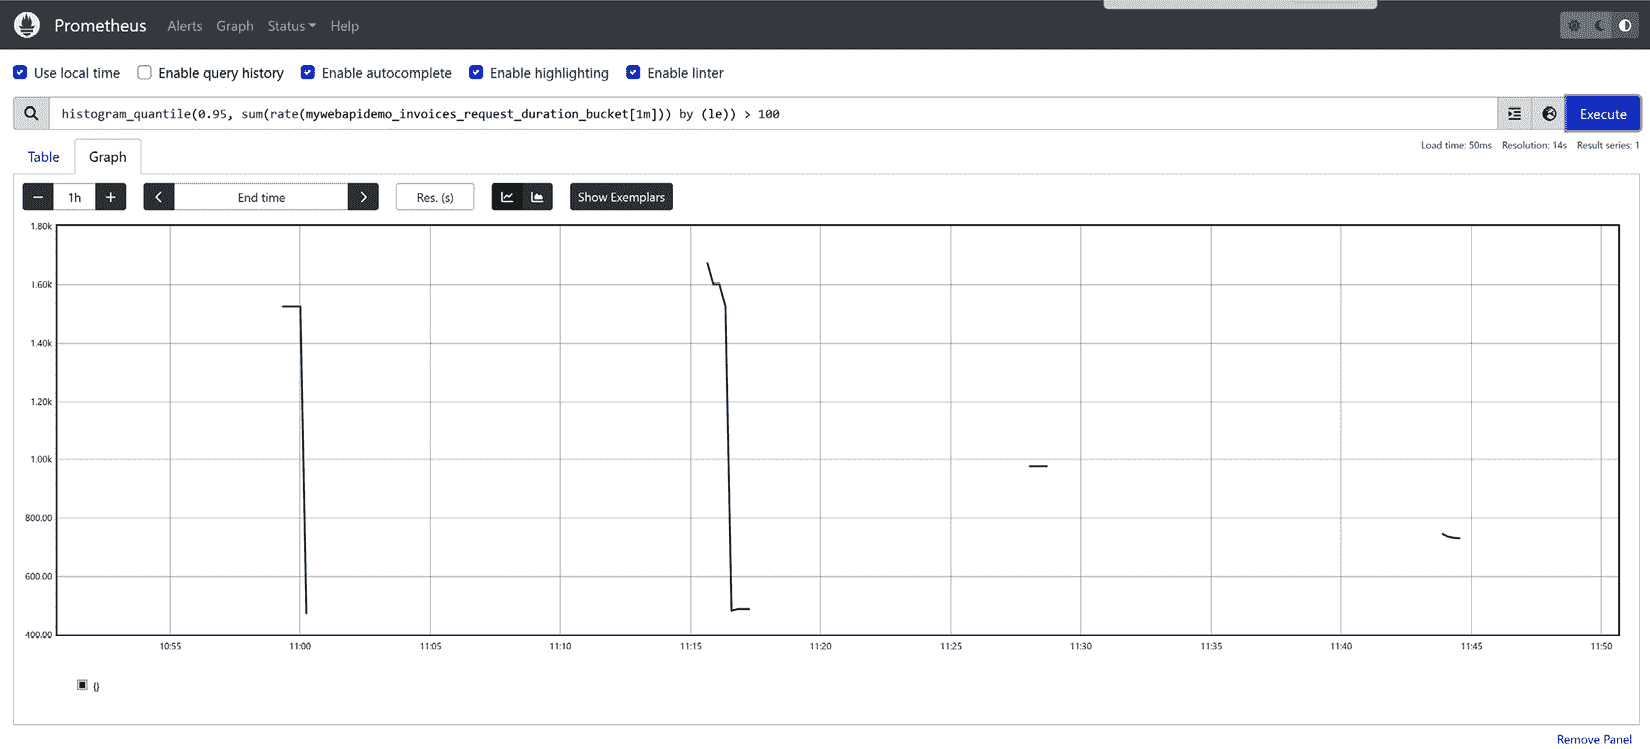 Prometheus Alerts Graph Status Help
Use local time Enable query history Enable autocomplete Enable highlighting Enable linter
histogram_quantile(0.95, sum(rate(mywebapidemo_invoices_request_duration_bucket[1m])) by (le)) > 100 Execute
Load time: 50ms Resolution: 14s Result series: 1
Table Graph
− 1h + < End time > Res. (s) Show Exemplars
1.80k
1.60k
1.40k
1.20k
1.00k
800.00
600.00
400.00
10:55 11:00 11:05 11:10 11:15 11:20 11:25 11:30 11:35 11:40 11:45 11:50
{}
Remove Panel